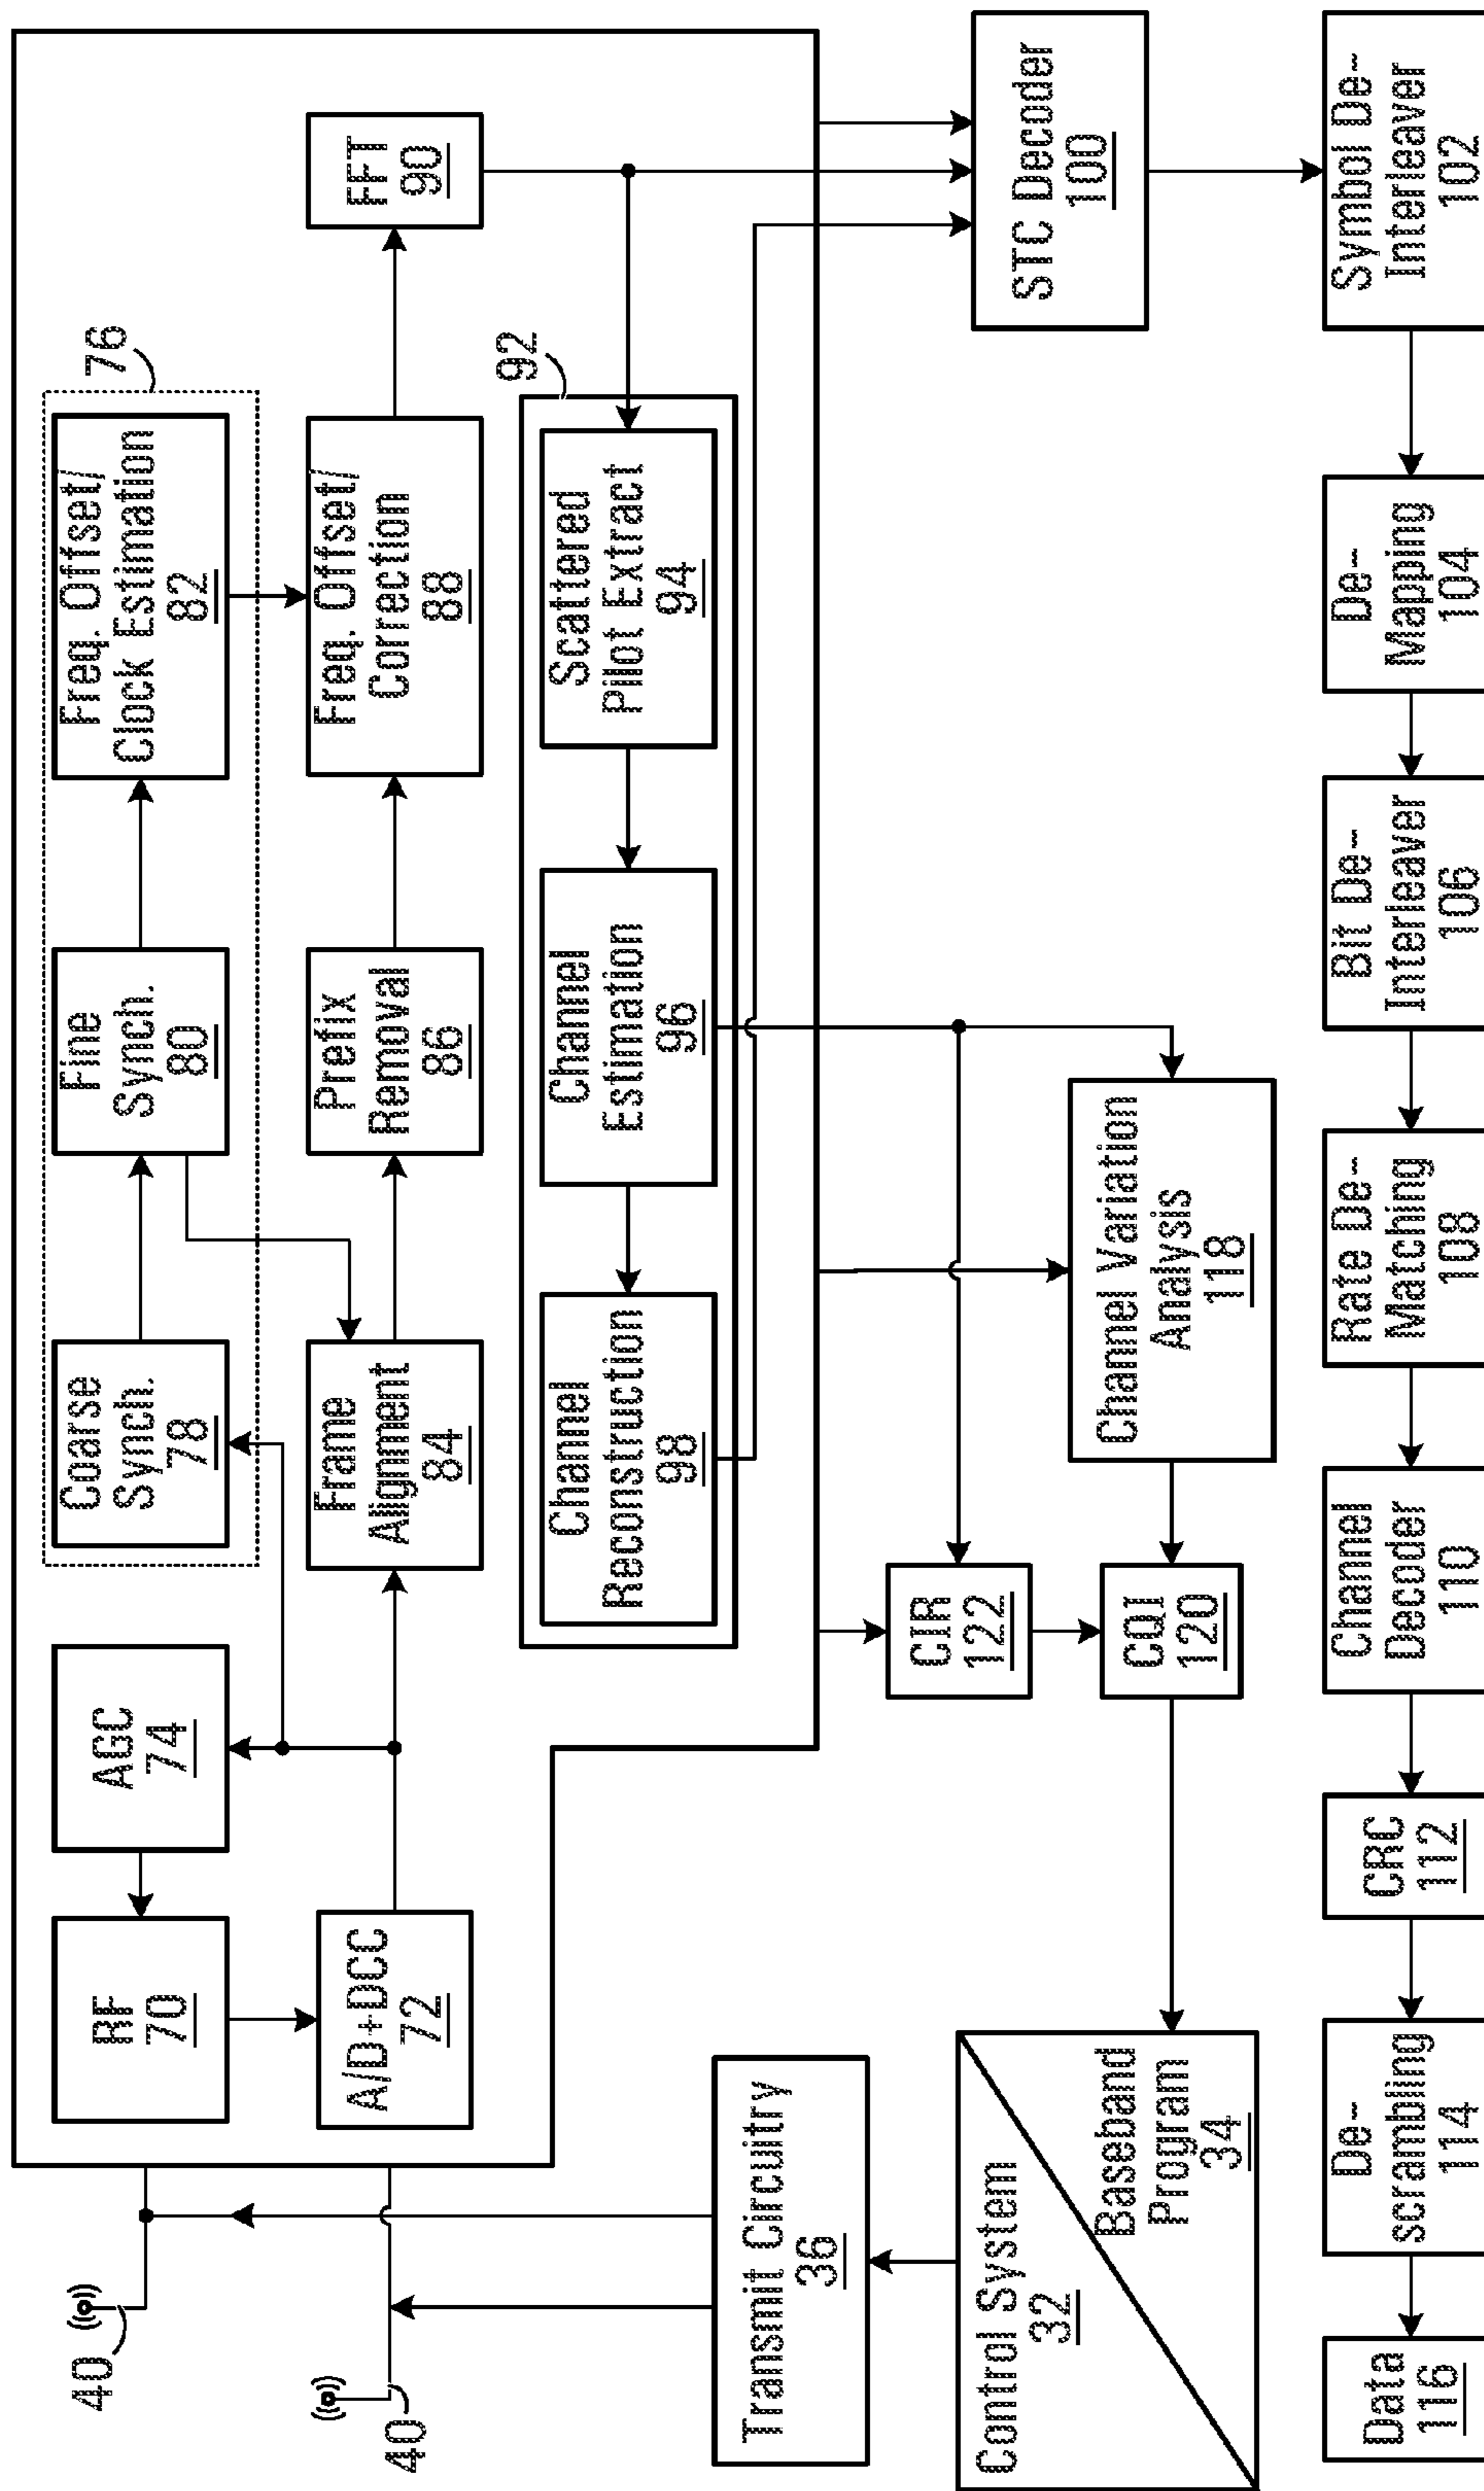 40
40
RF
70
A/D+DCC
72
AGC
74
76
Coarse
Synch.
78
Fine
Synch.
80
Freq. Offset/
Clock Estimation
82
Frame
Alignment
84
Prefix
Removal
86
Freq. Offset/
Correction
88
FFT
90
92
Channel
Reconstruction
98
Channel
Estimation
96
Scattered
Pilot Extract
94
Transmit Circuitry
36
Control System
32
Baseband
Program
34
CIR
122
CQI
120
Channel Variation
Analysis
118
STC Decoder
100
Data
116
De-
scrambling
114
CRC
112
Channel
Decoder
110
Rate De-
Matching
108
Bit De-
Interleaver
106
De-
Mapping
104
Symbol De-
Interleaver
102